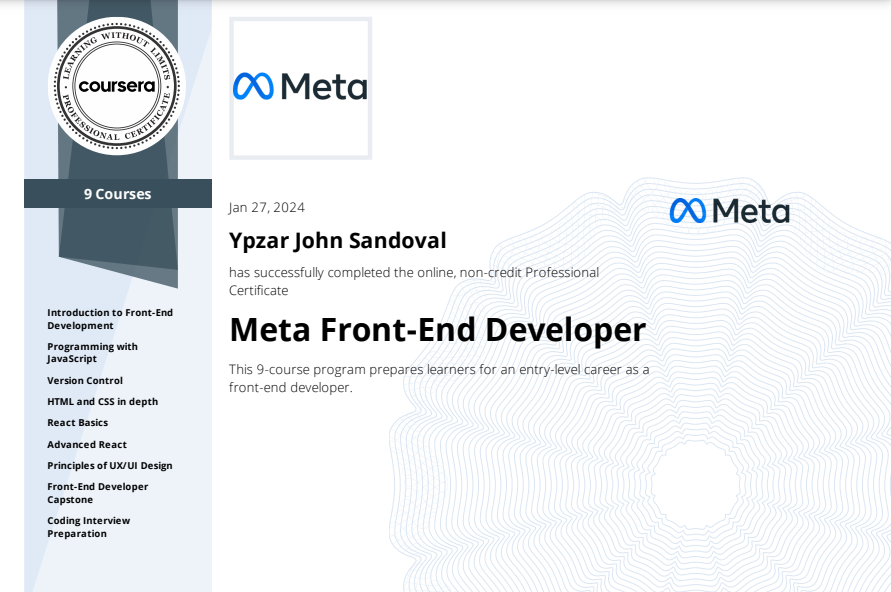 LEARNING WITHOUT LIMITS
coursera
PROFESSIONAL CERTIFICATE
9 Courses
Introduction to Front-End
Development
Programming with
JavaScript
Version Control
HTML and CSS in depth
React Basics
Advanced React
Principles of UX/UI Design
Front-End Developer
Capstone
Coding Interview
Preparation
Meta
Meta
Jan 27, 2024
Ypzar John Sandoval
has successfully completed the online, non-credit Professional
Certificate
Meta Front-End Developer
This 9-course program prepares learners for an entry-level career as a
front-end developer.